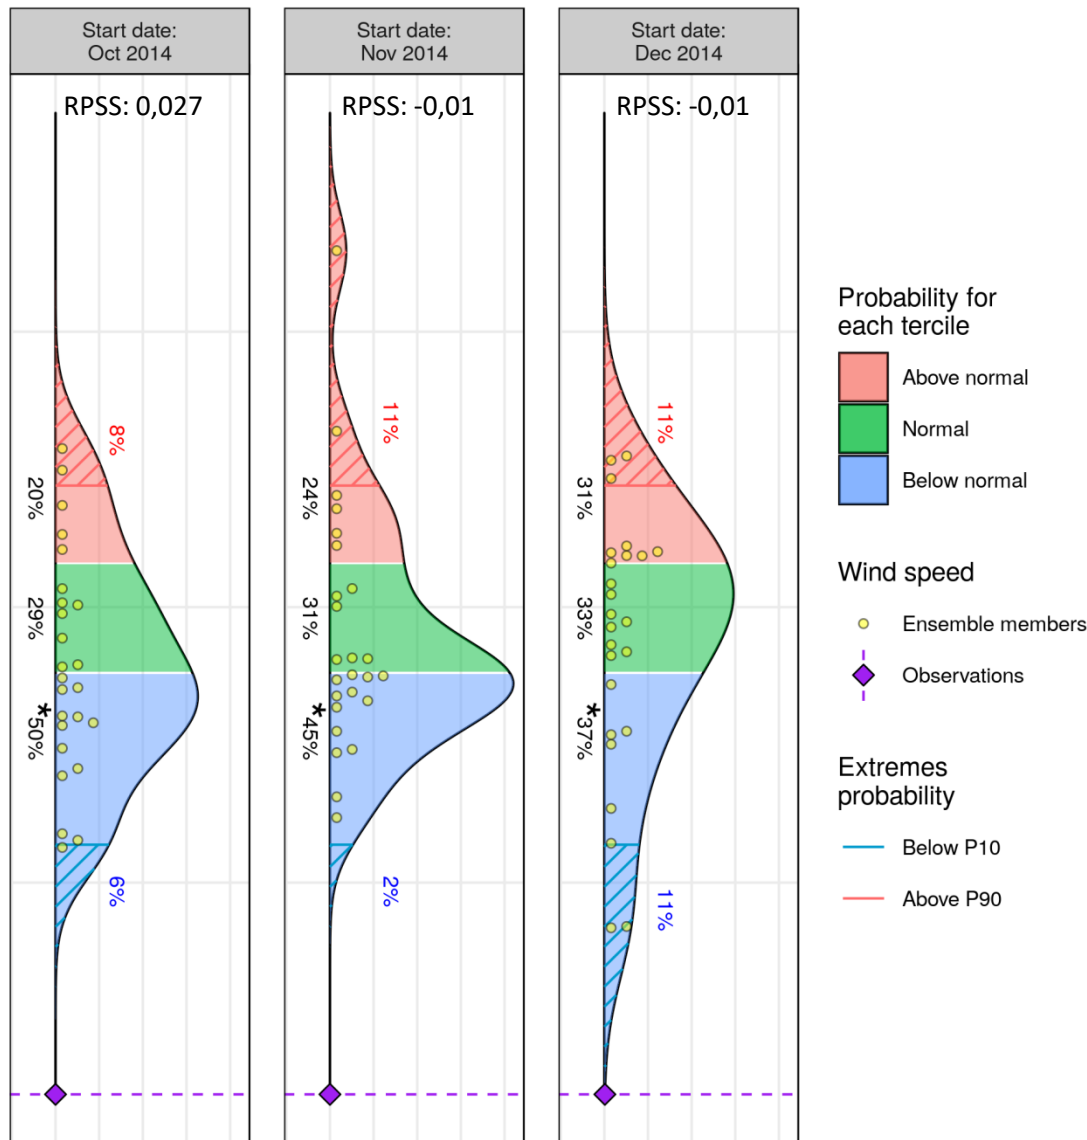 Start date:
Oct 2014
RPSS: 0,027
8%
20%
29%
*50%
6%
Start date:
Nov 2014
RPSS: -0,01
11%
24%
31%
*45%
2%
Start date:
Dec 2014
RPSS: -0,01
11%
31%
33%
*37%
11%
Probability for
each tercile
Above normal
Normal
Below normal
Wind speed
Ensemble members
Observations
Extremes
probability
Below P10
Above P90